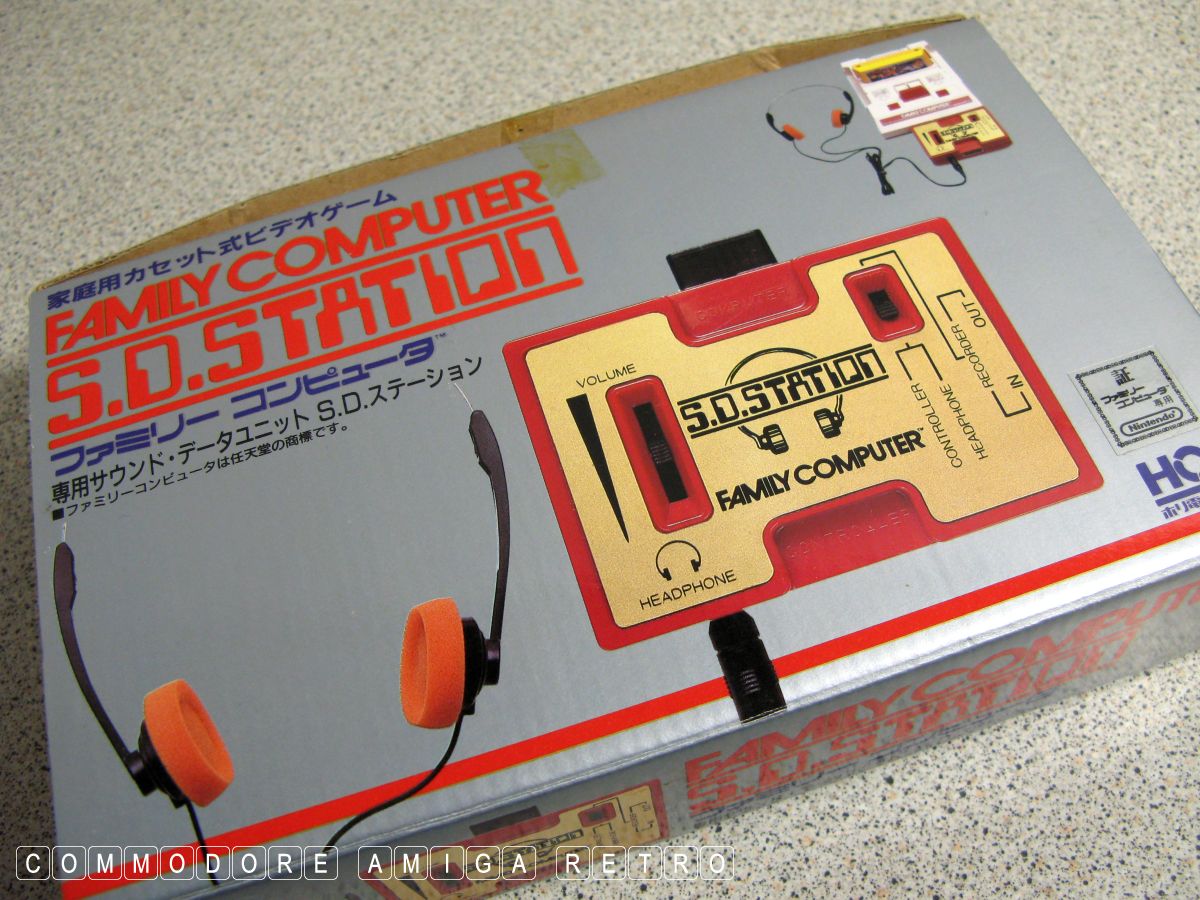 家庭用カセット式ビデオゲーム
FAMILY COMPUTER
S.D.STATION
ファミリー コンピュータ™
専用サウンド・データユニット S.D.ステーション
■ファミリーコンピュータは任天堂の商標です。
COMPUTER
VOLUME
S.D.STATION
FAMILY COMPUTER™
HEADPHONE
CONTROLLER
CONTROLLER
HEADPHONE
RECORDER
OUT
IN
証
ファミリー
コンピュータ
専用
Nintendo
FAMILY COMPUTER
S.D.STATION
COMMODORE AMIGA RETRO